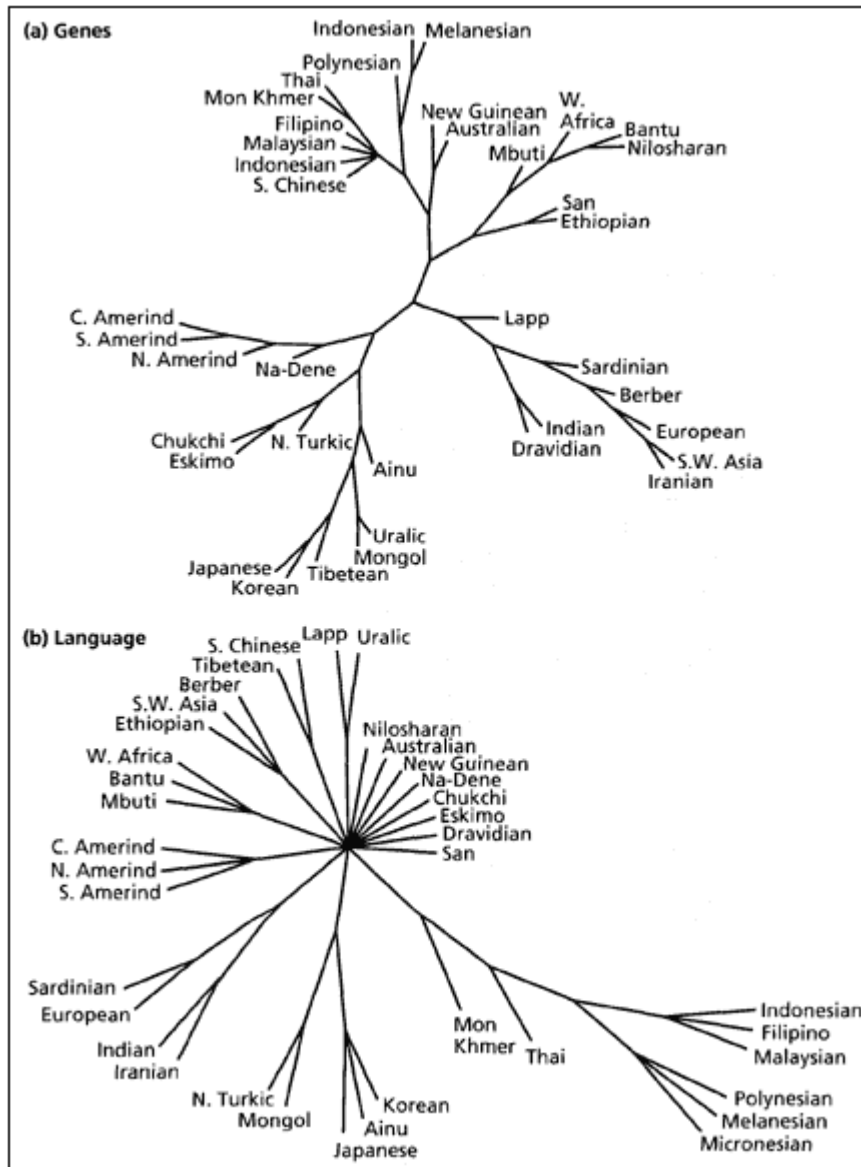 (a) Genes
Indonesian
Melanesian
Polynesian
Thai
Mon Khmer
Filipino
Malaysian
Indonesian
S. Chinese
New Guinean
Australian
W.
Africa
Mbuti
Bantu
Nilosharan
San
Ethiopian
C. Amerind
S. Amerind
N. Amerind
Na-Dene
Lapp
Sardinian
Berber
European
S.W. Asia
Iranian
Indian
Dravidian
Chukchi
Eskimo
N. Turkic
Ainu
Uralic
Mongol
Japanese
Korean
Tibetean
(b) Language
Lapp
Uralic
S. Chinese
Tibetean
Berber
S.W. Asia
Ethiopian
W. Africa
Bantu
Mbuti
Nilosharan
Australian
New Guinean
Na-Dene
Chukchi
Eskimo
Dravidian
San
C. Amerind
N. Amerind
S. Amerind
Sardinian
European
Indian
Iranian
N. Turkic
Mongol
Korean
Ainu
Japanese
Mon
Khmer
Thai
Indonesian
Filipino
Malaysian
Polynesian
Melanesian
Micronesian